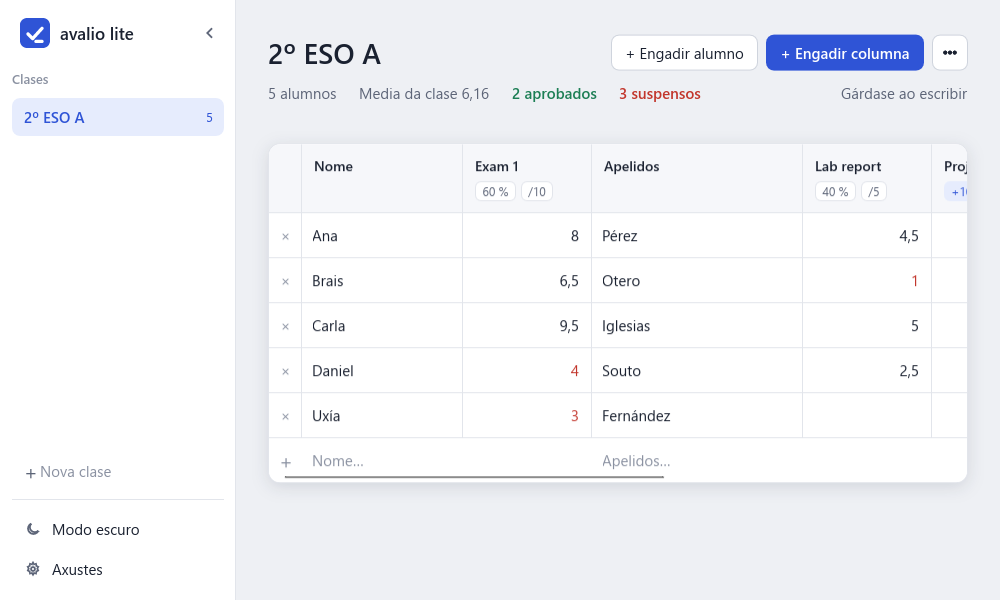 avalio lite
Clases
2º ESO A 5
+ Nova clase
Modo escuro
Axustes
2º ESO A
+ Engadir alumno
+ Engadir columna
•••
5 alumnos Media da clase 6,16 2 aprobados 3 suspensos Gárdase ao escribir
Nome Exam 1 Apelidos Lab report
60 % /10 40 % /5
× Ana 8 Pérez 4,5
× Brais 6,5 Otero 1
× Carla 9,5 Iglesias 5
× Daniel 4 Souto 2,5
× Uxía 3 Fernández
+ Nome... Apelidos...